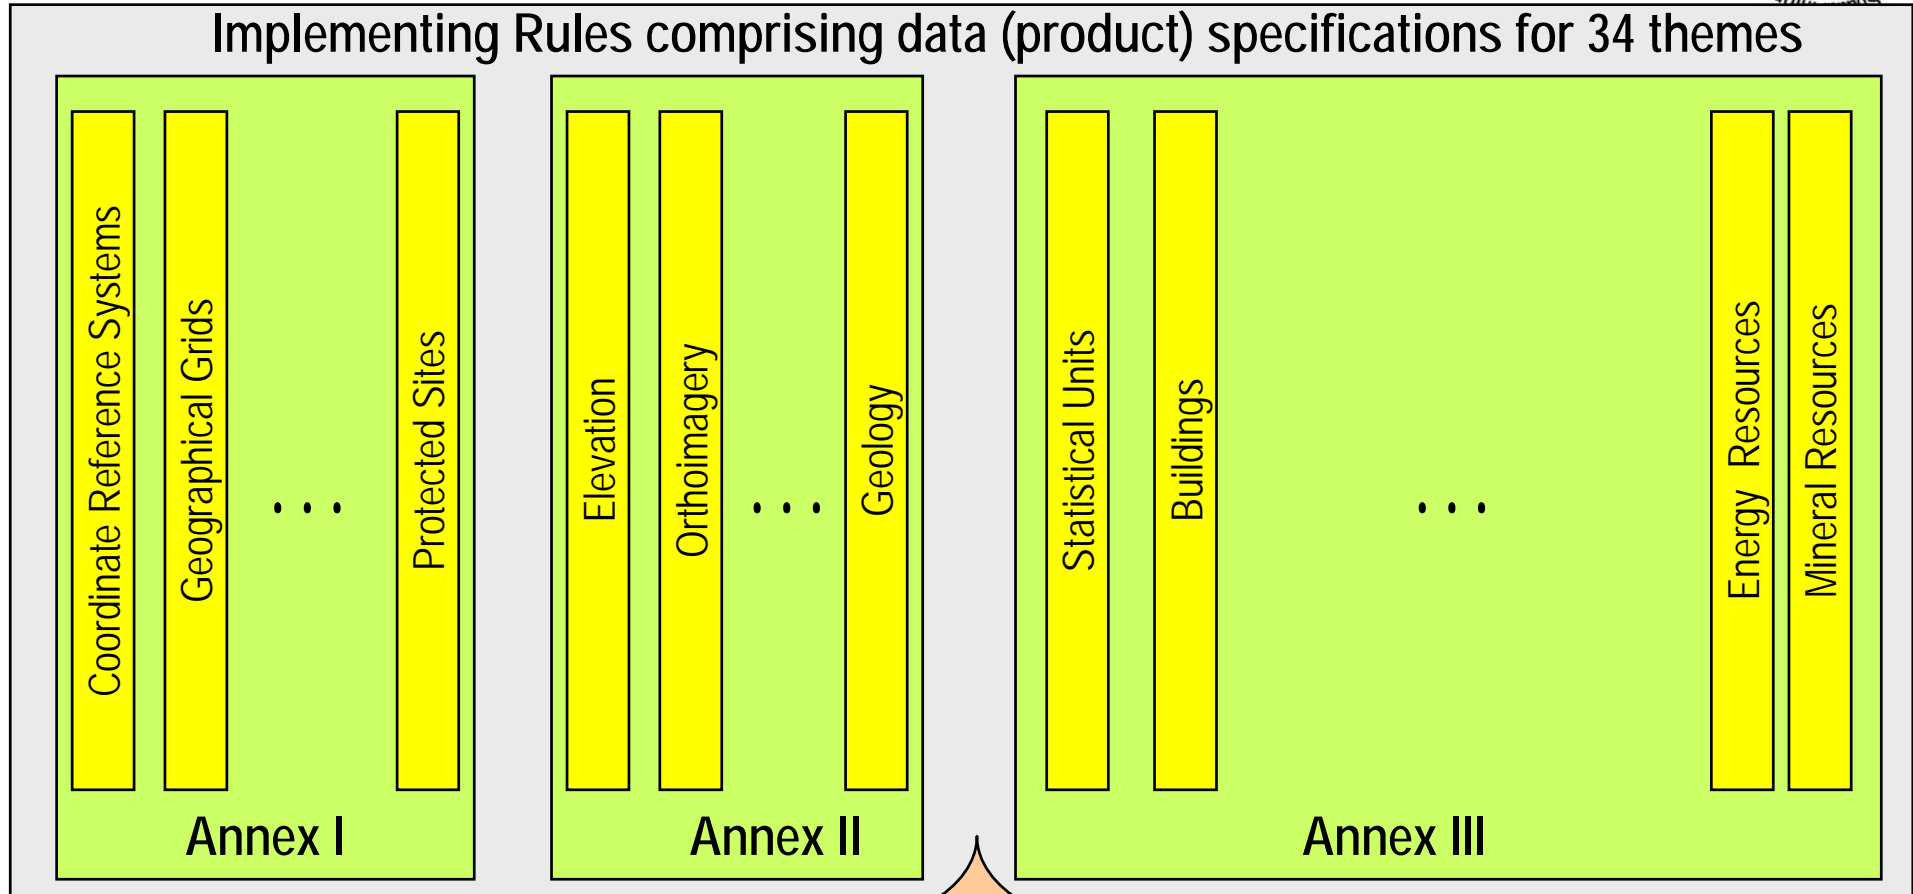 Implementing Rules comprising data (product) specifications for 34 themes
Coordinate Reference Systems
Geographical Grids
. . .
Protected Sites
Annex I
Elevation
Orthoimagery
. . .
Geology
Annex II
Statistical Units
Buildings
. . .
Energy Resources
Mineral Resources
Annex III